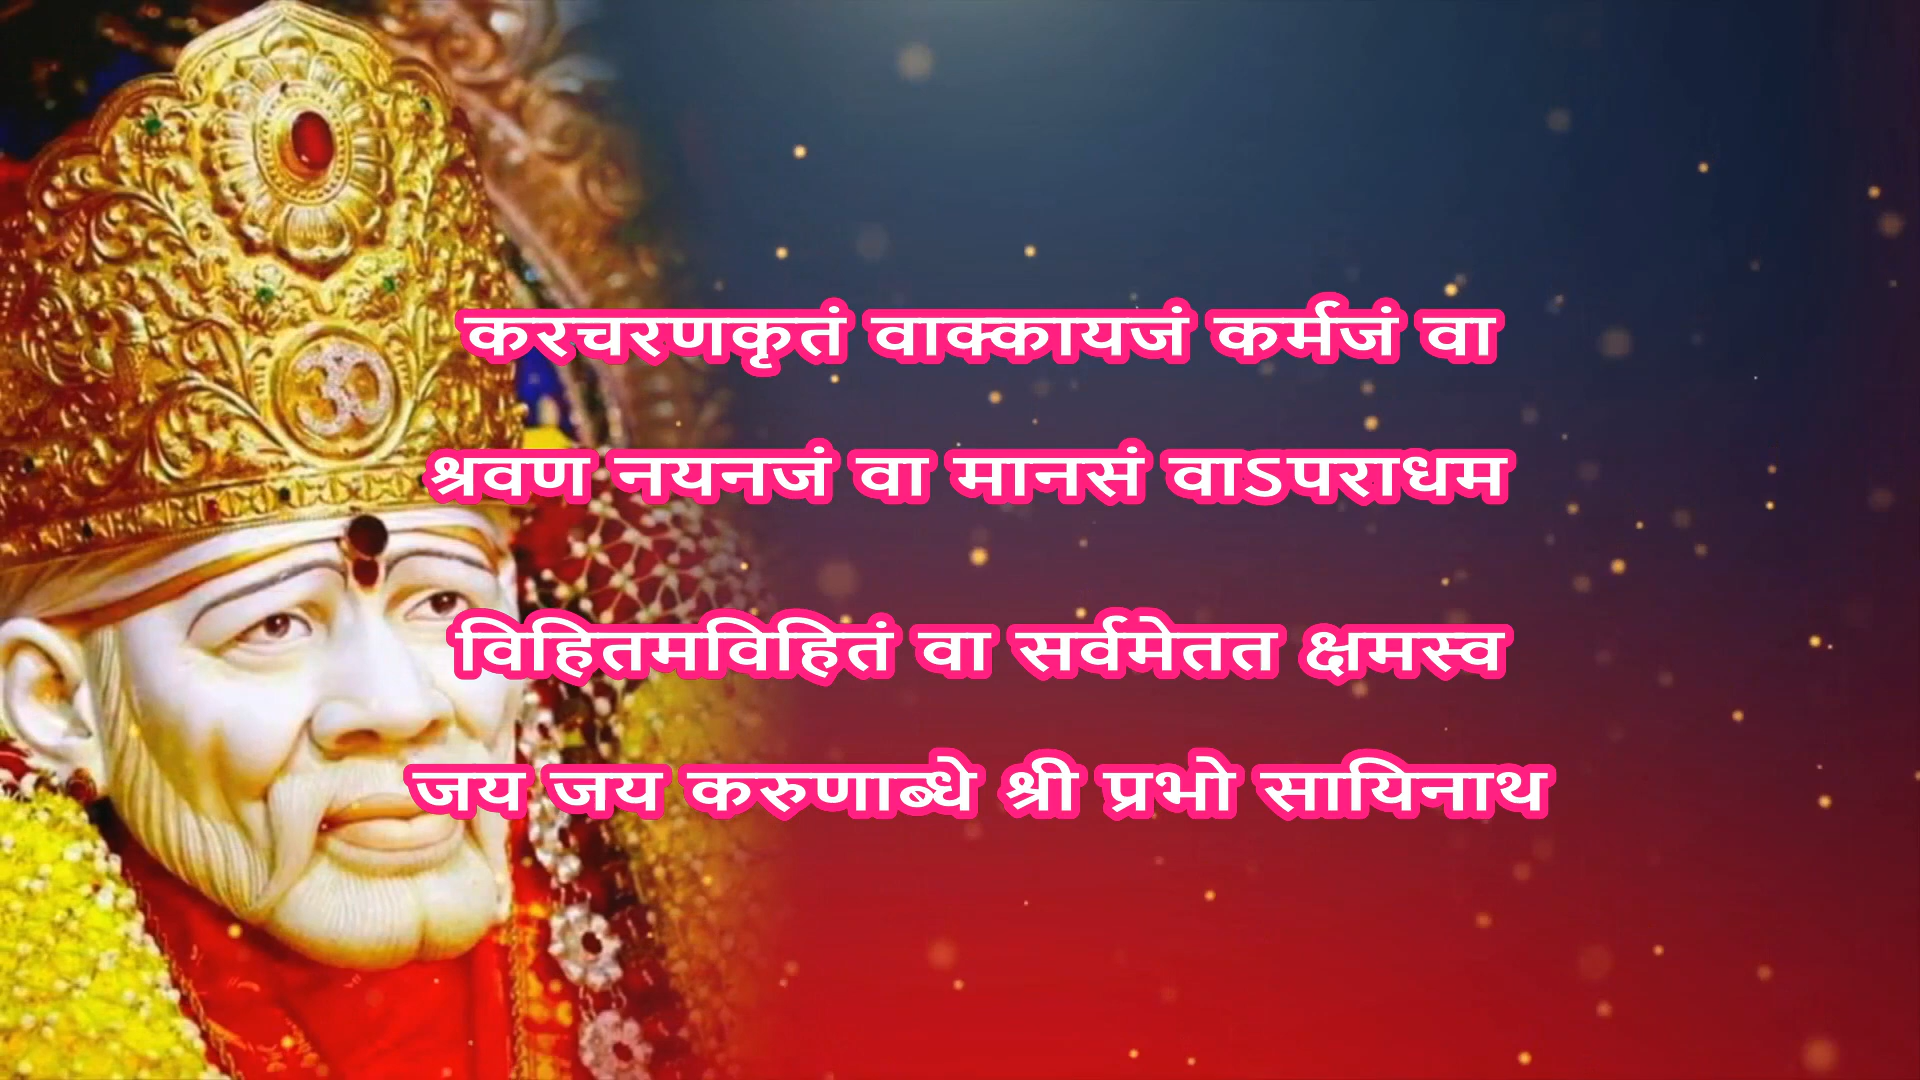 करचरणकृतं वाक्कायजं कर्मजं वा
श्रवण नयनजं वा मानसं वाऽपराधम
विहितमविहितं वा सर्वमेतत क्षमस्व
जय जय करुणाब्धे श्री प्रभो सायिनाथ
ॐ